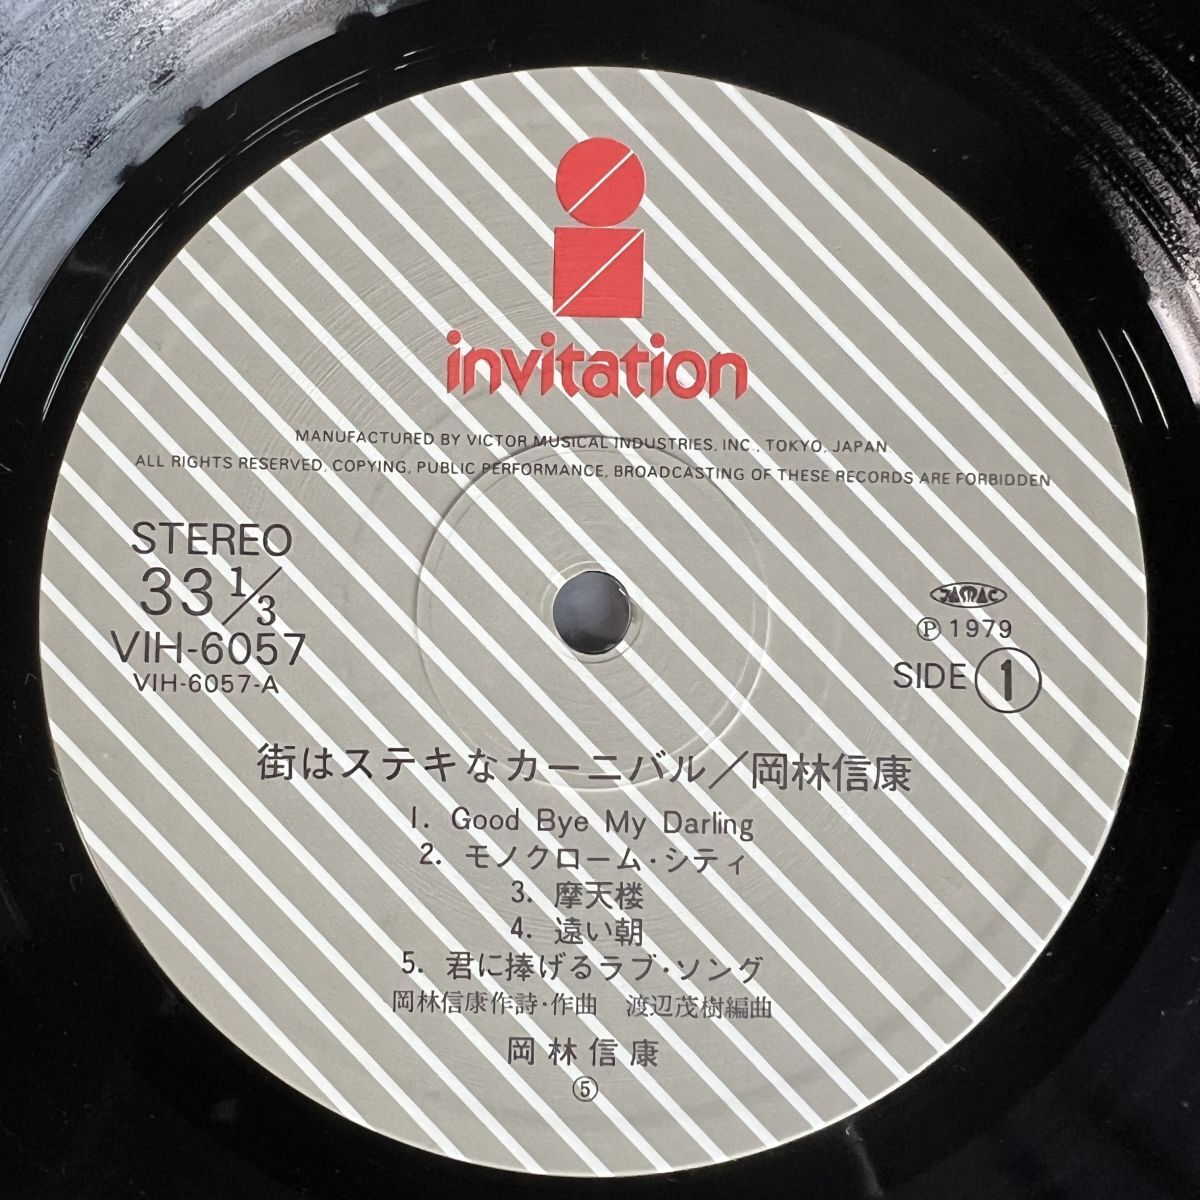 invitation
MANUFACTURED BY VICTOR MUSICAL INDUSTRIES, INC., TOKYO, JAPAN
ALL RIGHTS RESERVED, COPYING, PUBLIC PERFORMANCE, BROADCASTING OF THESE RECORDS ARE FORBIDDEN
STEREO
33 1/3
VIH-6057
VIH-6057-A
JASRAC
Ⓟ 1979
SIDE 1
街はステキなカーニバル／岡林信康
1. Good Bye My Darling
2. モノクローム・シティ
3. 摩天楼
4. 遠い朝
5. 君に捧げるラブ・ソング
岡林信康作詩・作曲 渡辺茂樹編曲
岡林信康
⑤